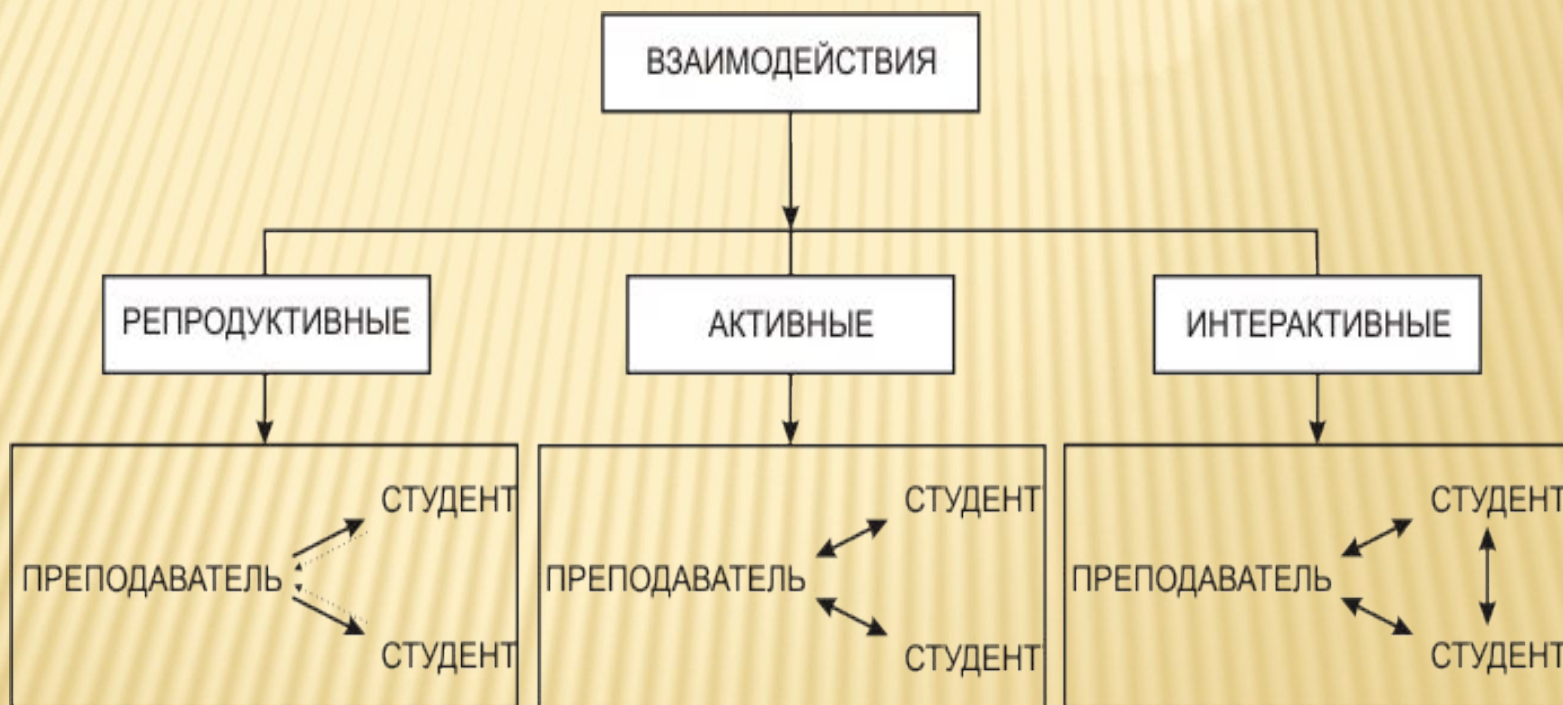 ВЗАИМОДЕЙСТВИЯ
РЕПРОДУКТИВНЫЕ
АКТИВНЫЕ
ИНТЕРАКТИВНЫЕ
СТУДЕНТ
ПРЕПОДАВАТЕЛЬ
СТУДЕНТ
СТУДЕНТ
ПРЕПОДАВАТЕЛЬ
СТУДЕНТ
СТУДЕНТ
ПРЕПОДАВАТЕЛЬ
СТУДЕНТ